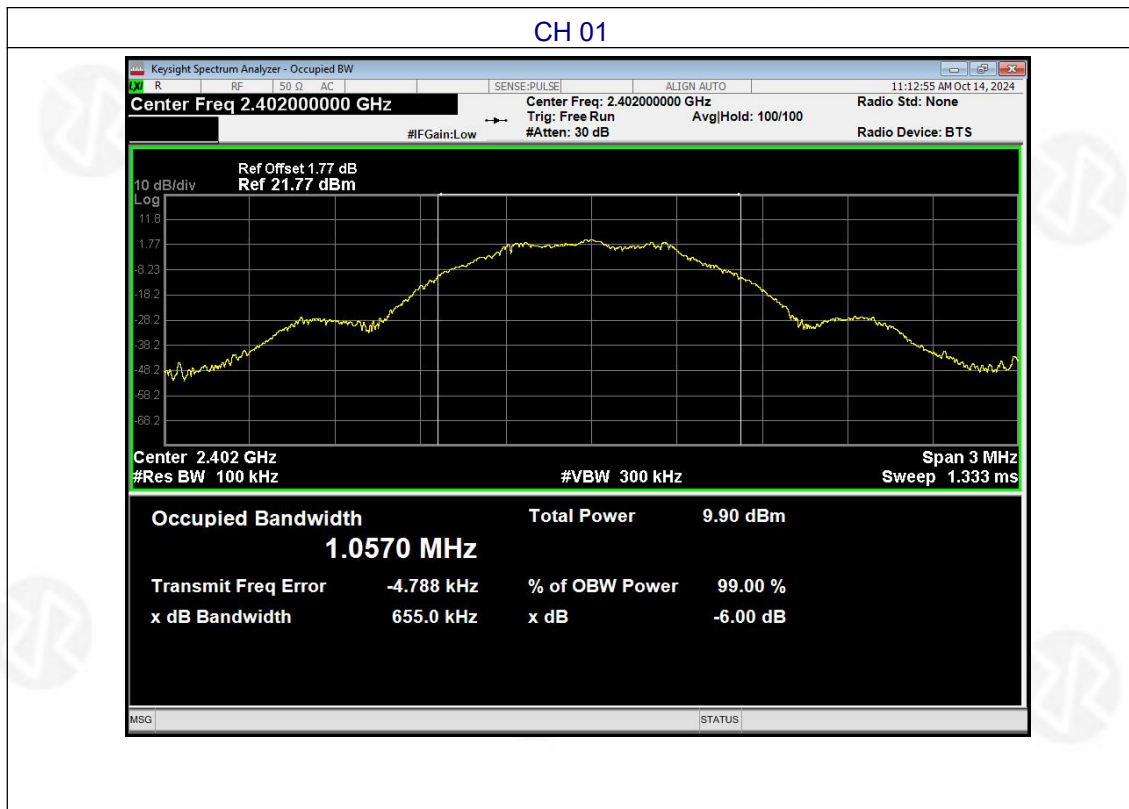 CH 01
Keysight Spectrum Analyzer - Occupied BW
LXI R RF 50 Ω AC SENSE:PULSE ALIGN AUTO 11:12:55 AM Oct 14, 2024
Center Freq 2.402000000 GHz Center Freq: 2.402000000 GHz Radio Std: None
Trig: Free Run Avg|Hold: 100/100
#IFGain:Low #Atten: 30 dB Radio Device: BTS
Ref Offset 1.77 dB
10 dB/div Ref 21.77 dBm
Log
11.8
1.77
-8.23
-18.2
-28.2
-38.2
-48.2
-58.2
-68.2
Center 2.402 GHz Span 3 MHz
#Res BW 100 kHz #VBW 300 kHz Sweep 1.333 ms
Occupied Bandwidth Total Power 9.90 dBm
1.0570 MHz
Transmit Freq Error -4.788 kHz % of OBW Power 99.00 %
x dB Bandwidth 655.0 kHz x dB -6.00 dB
MSG STATUS